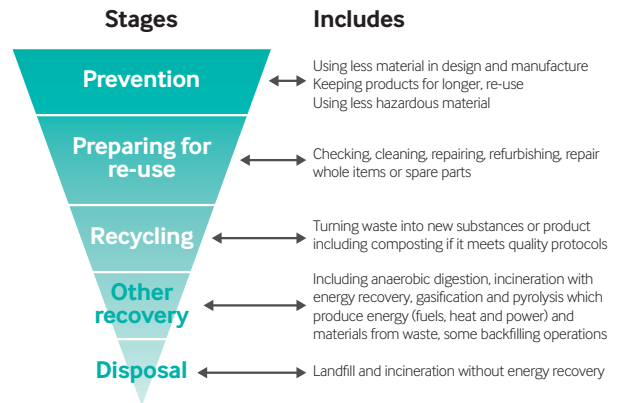 Stages
Includes
Prevention
Using less material in design and manufacture
Keeping products for longer, re-use
Using less hazardous material
Preparing for
re-use
Checking, cleaning, repairing, refurbishing, repair
whole items or spare parts
Recycling
Turning waste into new substances or product
including composting if it meets quality protocols
Other
recovery
Including anaerobic digestion, incineration with
energy recovery, gasification and pyrolysis which
produce energy (fuels, heat and power) and
materials from waste, some backfilling operations
Disposal
Landfill and incineration without energy recovery